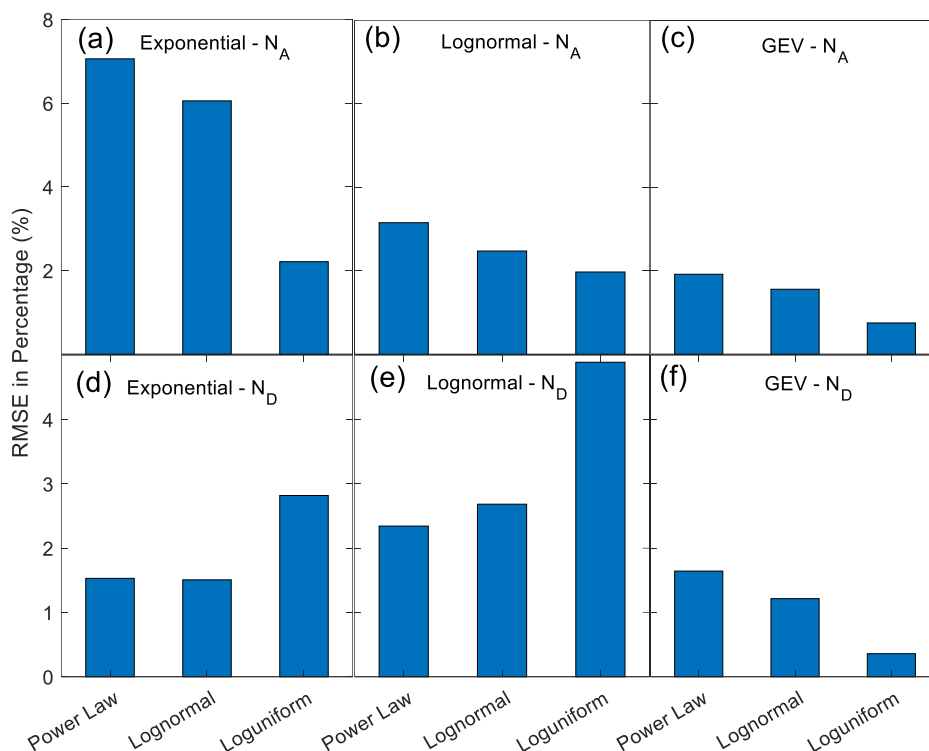 RMSE in Percentage (%)
8
6
4
2
(a) Exponential - N_A
(b) Lognormal - N_A
(c) GEV - N_A
4
3
2
1
0
(d) Exponential - N_D
(e) Lognormal - N_D
(f) GEV - N_D
Power Law
Lognormal
Loguniform
Power Law
Lognormal
Loguniform
Power Law
Lognormal
Loguniform